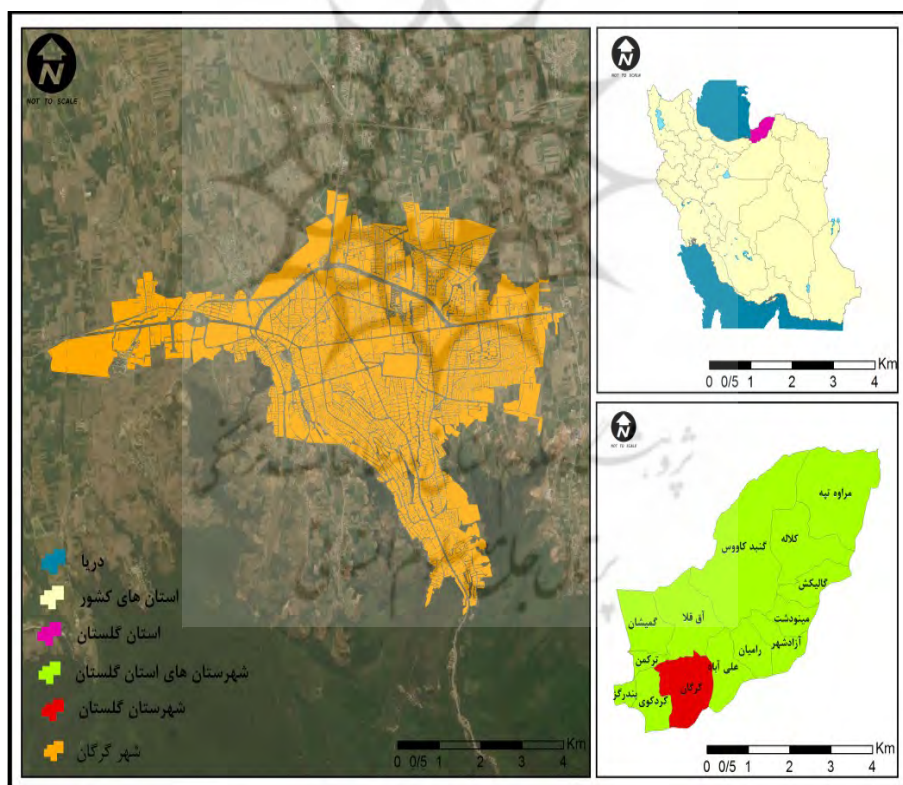 N
NOT TO SCALE
دریا
استان های کشور
استان گلستان
شهرستان های استان گلستان
شهرستان گلستان
شهر گرگان
Km
0 0/5 1 2 3 4
N
NOT TO SCALE
Km
0 0/5 1 2 3 4
N
NOT TO SCALE
مراوه تپه
کلاله
گنبد کاووس
گالیکش
مینودشت
آزادشهر
رامیان
علی آباد
آق قلا
گمیشان
ترکمن
بندرگز
کردکوی
گرگان
Km
0 0/5 1 2 3 4